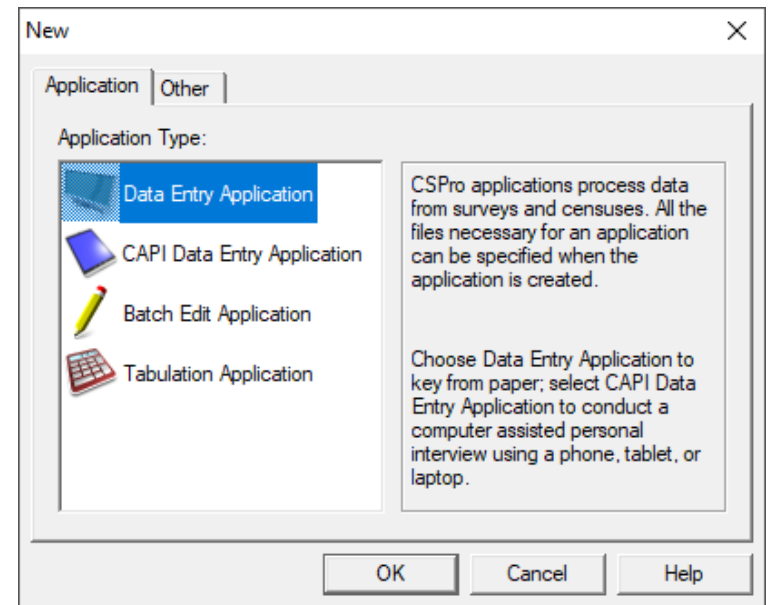 New
Application
Other
Application Type:
Data Entry Application
CAPI Data Entry Application
Batch Edit Application
Tabulation Application
CSPro applications process data
from surveys and censuses. All the
files necessary for an application
can be specified when the
application is created.
Choose Data Entry Application to
key from paper; select CAPI Data
Entry Application to conduct a
computer assisted personal
interview using a phone, tablet, or
laptop.
OK
Cancel
Help